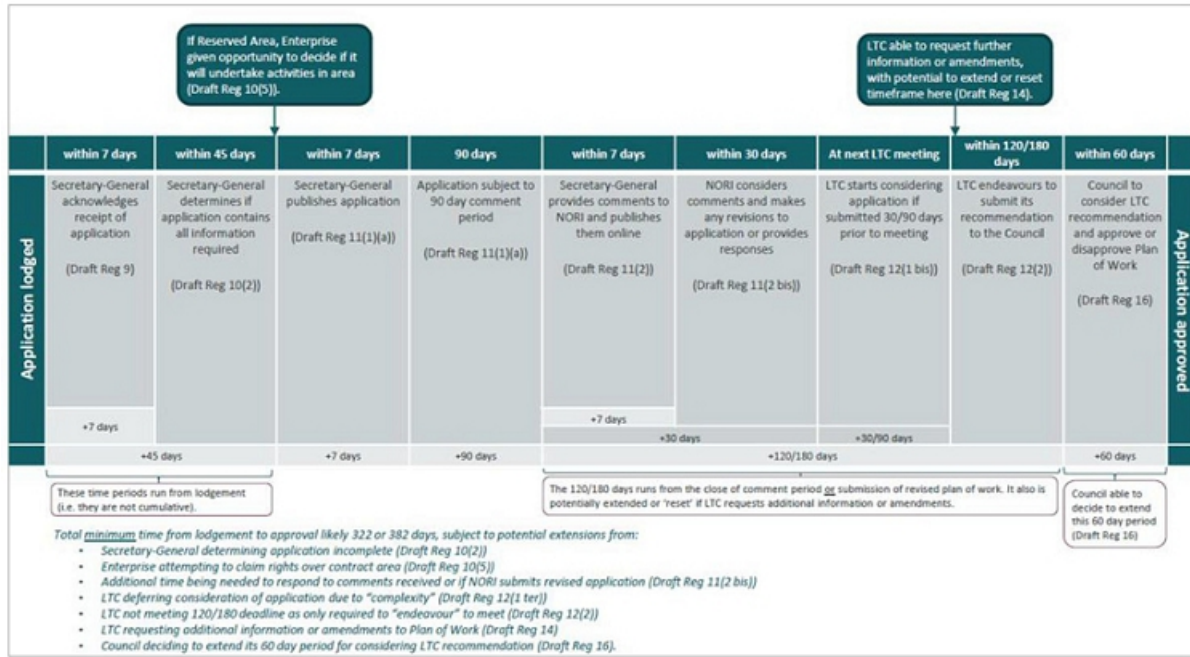 If Reserved Area, Enterprise
given opportunity to decide if it
will undertake activities in area
(Draft Reg 10(5)).
LTC able to request further
information or amendments,
with potential to extend or reset
timeframe here (Draft Reg 14).
Application lodged
within 7 days
Secretary-General
acknowledges
receipt of
application
(Draft Reg 9)
within 45 days
Secretary-General
determines if
application contains
all information
required
(Draft Reg 10(2))
within 7 days
Secretary-General
publishes application
(Draft Reg 11(1)(a))
90 days
Application subject to
90 day comment
period
(Draft Reg 11(1)(a))
within 7 days
Secretary-General
provides comments to
NORI and publishes
them online
(Draft Reg 11(2))
within 30 days
NORI considers
comments and makes
any revisions to
application or provides
responses
(Draft Reg 11(2 bis))
At next LTC meeting
LTC starts considering
application if
submitted 30/90 days
prior to meeting
(Draft Reg 12(1 bis))
within 120/180
days
LTC endeavours to
submit its
recommendation
to the Council
(Draft Reg 12(2))
within 60 days
Council to
consider LTC
recommendation
and approve or
disapprove Plan
of Work
(Draft Reg 16)
Application approved
+7 days
+7 days
+30 days
+30/90 days
+45 days
+7 days
+90 days
+120/180 days
+60 days
These time periods run from lodgement
(i.e. they are not cumulative).
The 120/180 days runs from the close of comment period or submission of revised plan of work. It also is
potentially extended or 'reset' if LTC requests additional information or amendments.
Council able to
decide to extend
this 60 day period
(Draft Reg 16)
Total minimum time from lodgement to approval likely 322 or 382 days, subject to potential extensions from:
• Secretary-General determining application incomplete (Draft Reg 10(2))
• Enterprise attempting to claim rights over contract area (Draft Reg 10(5))
• Additional time being needed to respond to comments received or if NORI submits revised application (Draft Reg 11(2 bis))
• LTC deferring consideration of application due to "complexity" (Draft Reg 12(1 ter))
• LTC not meeting 120/180 deadline as only required to "endeavour" to meet (Draft Reg 12(2))
• LTC requesting additional information or amendments to Plan of Work (Draft Reg 14)
• Council deciding to extend its 60 day period for considering LTC recommendation (Draft Reg 16).